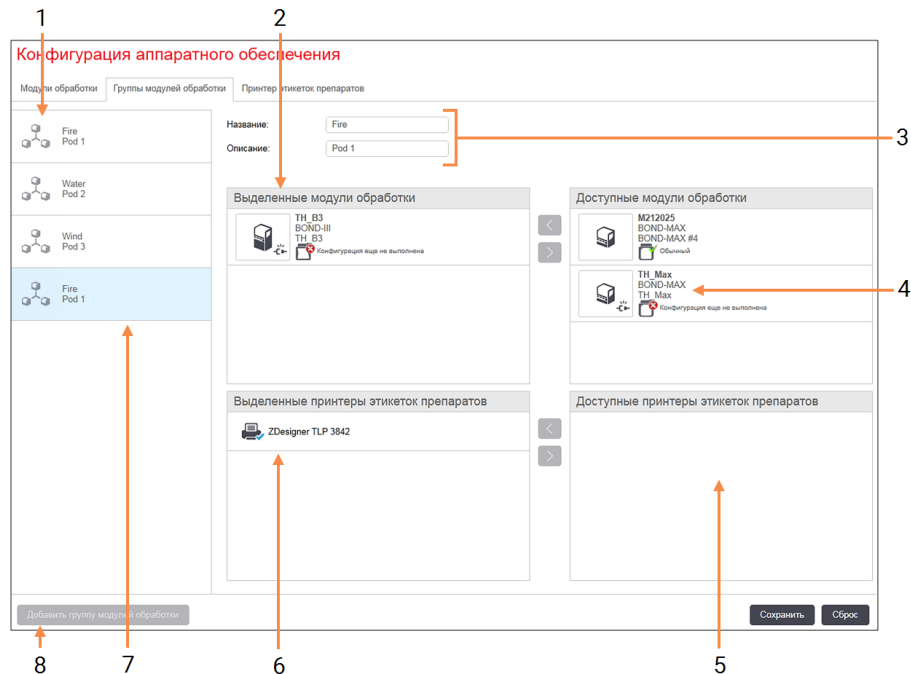 1
2
Конфигурация аппаратного обеспечения
Модули обработки
Группы модулей обработки
Принтер этикеток препаратов
Fire
Pod 1
Water
Pod 2
Wind
Pod 3
Fire
Pod 1
Название:
Fire
Описание:
Pod 1
3
Выделенные модули обработки
TH_B3
BOND-III
TH_B3
Конфигурация еще не выполнена
<
>
Доступные модули обработки
M212025
BOND-MAX
BOND-MAX #4
Обычный
TH_Max
BOND-MAX
TH_Max
Конфигурация еще не выполнена
4
Выделенные принтеры этикеток препаратов
ZDesigner TLP 3842
<
>
Доступные принтеры этикеток препаратов
Добавить группу модулей обработки
Сохранить
Сброс
8
7
6
5